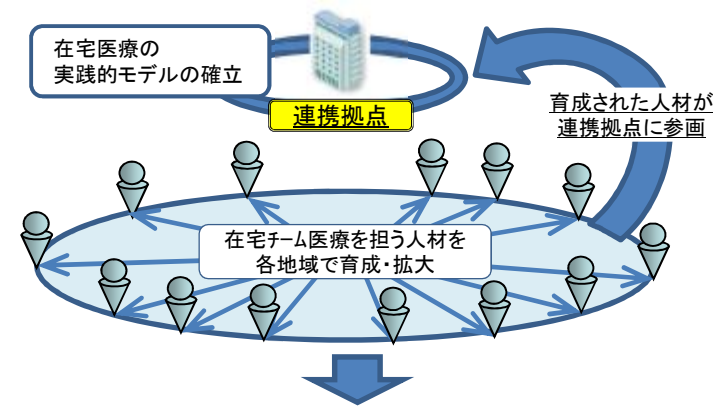 在宅医療の
実践的モデルの確立
連携拠点
育成された人材が
連携拠点に参画
在宅ﾁｰﾑ医療を担う人材を
各地域で育成・拡大